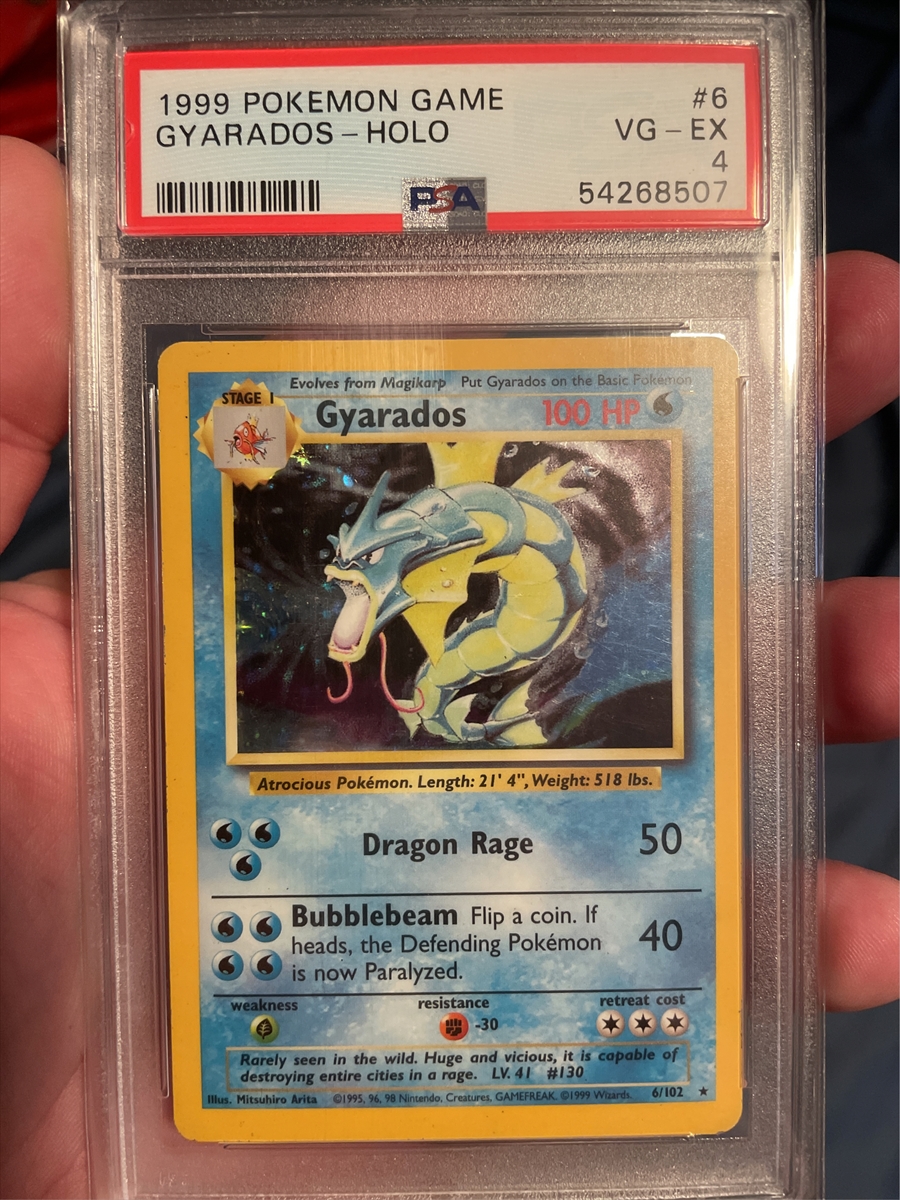 1999 POKEMON GAME #6
GYARADOS – HOLO VG – EX
4
PSA 54268507
Evolves from Magikarp Put Gyarados on the Basic Pokémon
STAGE 1
Gyarados 100 HP
Atrocious Pokémon. Length: 21' 4", Weight: 518 lbs.
Dragon Rage 50
Bubblebeam Flip a coin. If
heads, the Defending Pokémon
is now Paralyzed.
40
weakness resistance retreat cost
-30
Rarely seen in the wild. Huge and vicious, it is capable of
destroying entire cities in a rage. LV. 41 #130
Illus. Mitsuhiro Arita ©1995, 96, 98 Nintendo, Creatures, GAMEFREAK. ©1999 Wizards. 6/102 ★